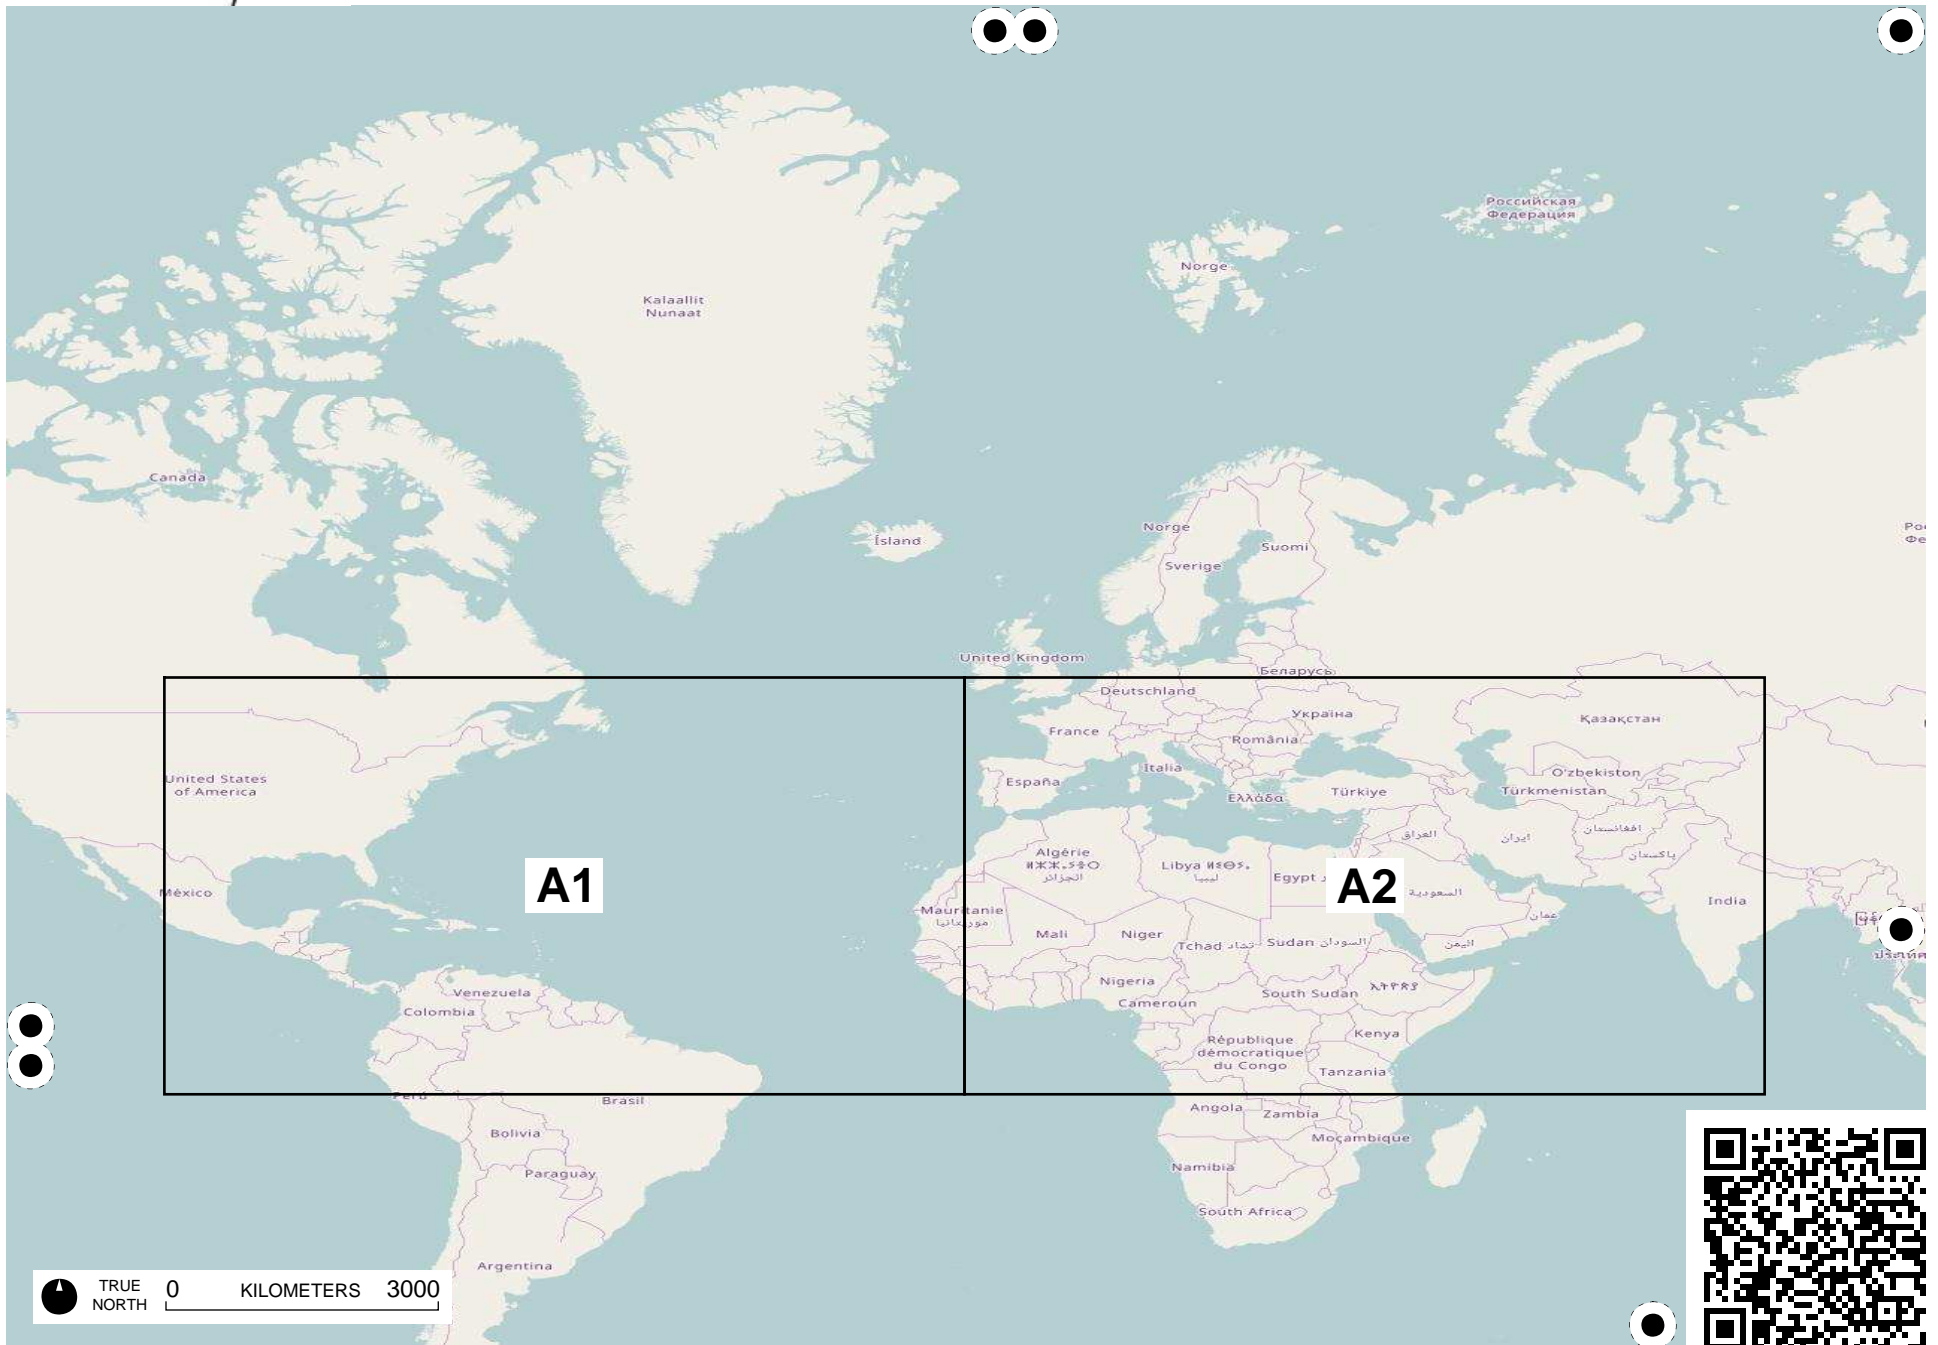 Российская
Федерация
Norge
Kalaallit
Nunaat
Canada
Norge
Suomi
Ísland
Sverige
United Kingdom
Беларусь
Deutschland
Україна
Қазақстан
France
România
Italia
United States
of America
España
Oʻzbekiston
Türkiye
Türkmenistan
Ελλάδα
العراق
ایران
افغانستان
Algérie
ⵍⵣⵣⴰⵢⴻⵔ
الجزائر
Libya ⵍⵉⴱⵢⴰ
ليبيا
پاکستان
Egypt
A1
A2
México
السعودية
India
Mauritanie
موريتانيا
عمان
Mali
Niger
Tchad تشاد
Sudan السودان
اليمن
Nigeria
Venezuela
Cameroun
South Sudan
ኢትዮጵያ
Colombia
Kenya
République
démocratique
du Congo
Tanzania
Perú
Brasil
Angola
Zambia
Bolivia
Moçambique
Paraguay
Namibia
South Africa
Argentina
TRUE
NORTH
0 KILOMETERS 3000